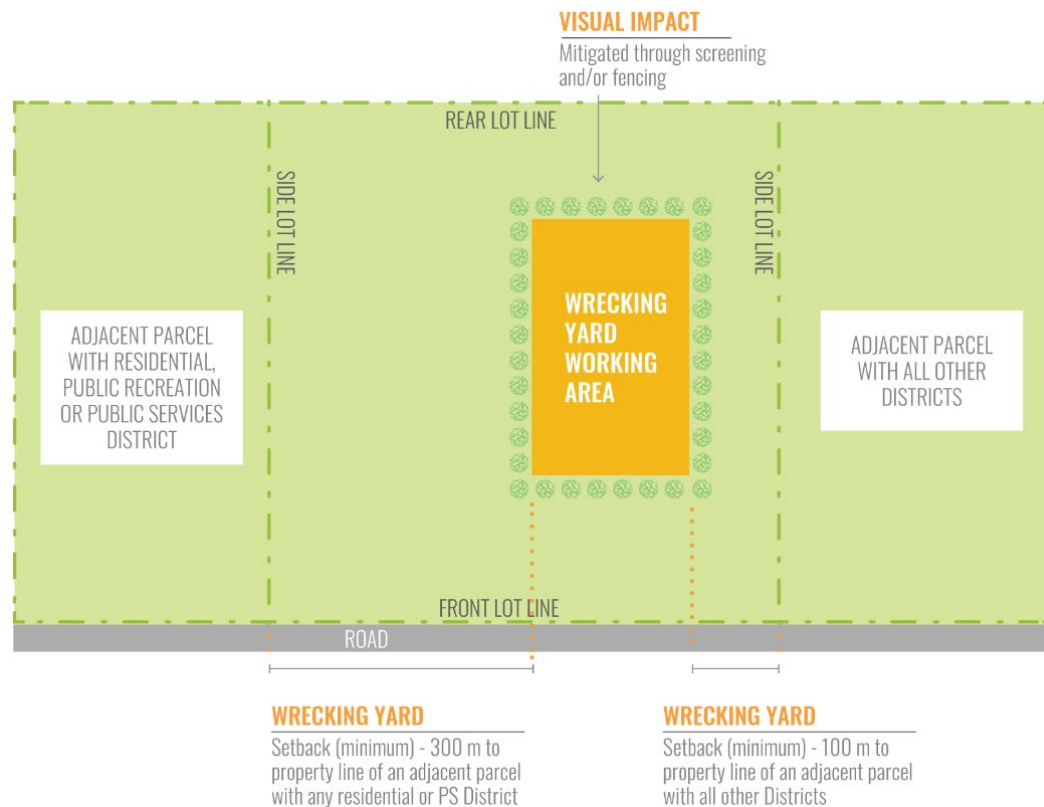 VISUAL IMPACT
Mitigated through screening
and/or fencing
REAR LOT LINE
SIDE LOT LINE
SIDE LOT LINE
ADJACENT PARCEL
WITH RESIDENTIAL,
PUBLIC RECREATION
OR PUBLIC SERVICES
DISTRICT
WRECKING
YARD
WORKING
AREA
ADJACENT PARCEL
WITH ALL OTHER
DISTRICTS
FRONT LOT LINE
ROAD
WRECKING YARD
Setback (minimum) - 300 m to
property line of an adjacent parcel
with any residential or PS District
WRECKING YARD
Setback (minimum) - 100 m to
property line of an adjacent parcel
with all other Districts